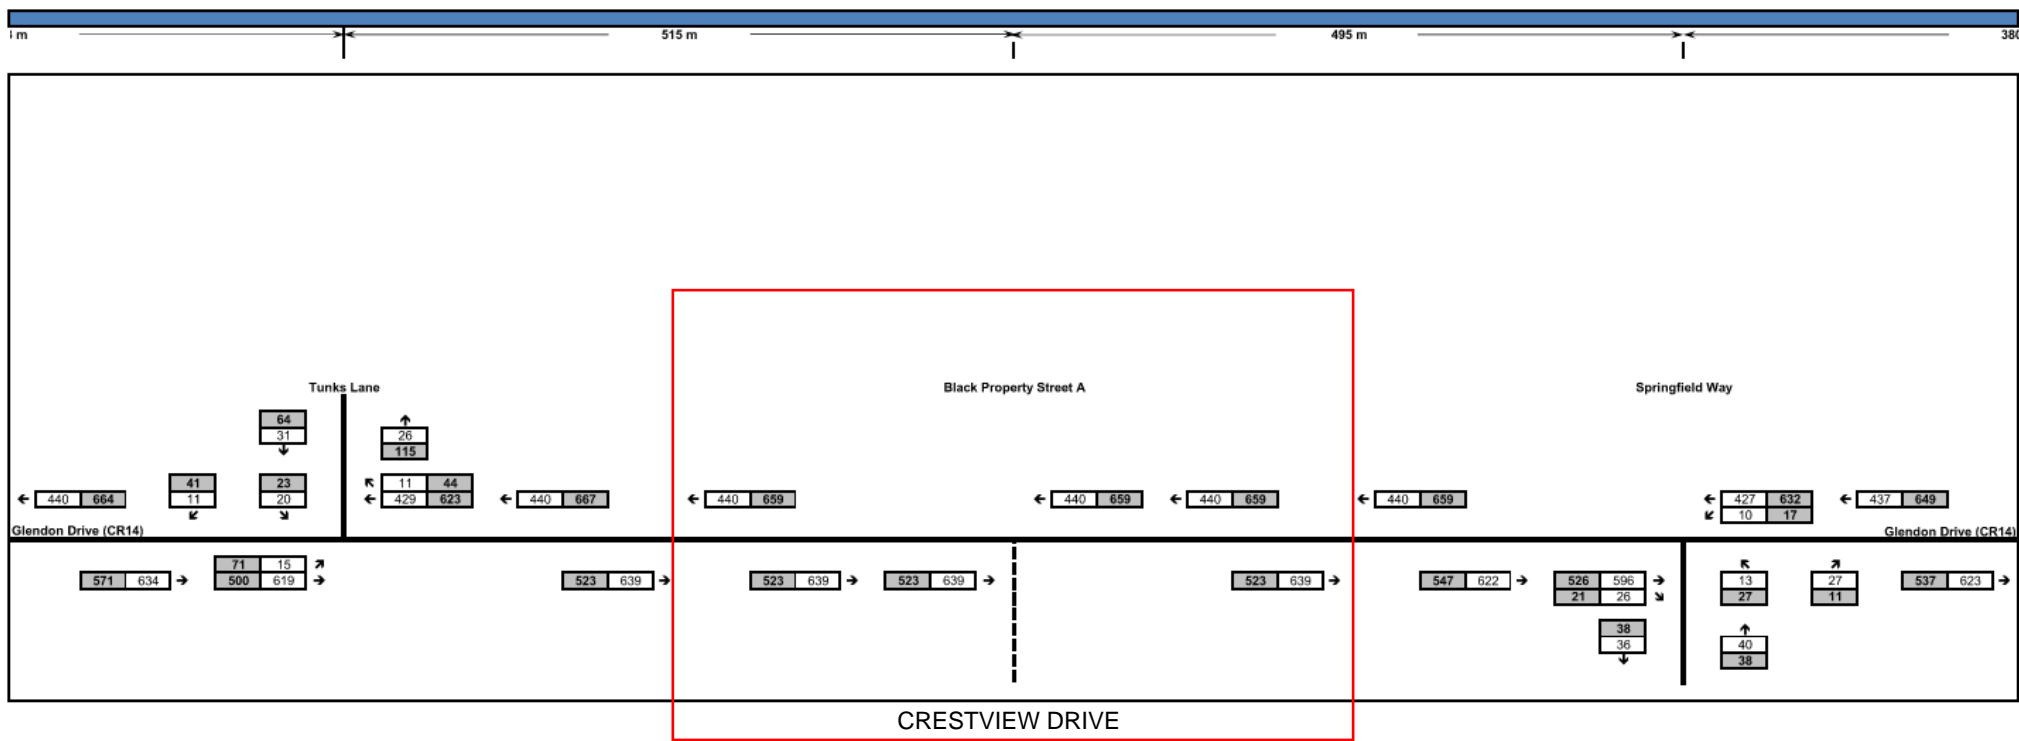 m 515 m 495 m 380
Tunks Lane Black Property Street A Springfield Way
64
31 ↓
↑ 26
115
41 23 ↖ 11 44
← 440 664 11 20 ← 429 623 ← 440 667 ← 440 659 ← 440 659 ← 440 659 ← 440 659 ← 427 632 ← 437 649
↙ ↘ ↙ 10 17
Glendon Drive (CR14) Glendon Drive (CR14)
71 15 ↗ ↖ ↗
571 634 → 500 619 → 523 639 → 523 639 → 523 639 → 523 639 → 547 622 → 526 596 → 13 27 537 623 →
21 26 ↘ 27 11
38 ↑
36 40
↓ 38
CRESTVIEW DRIVE